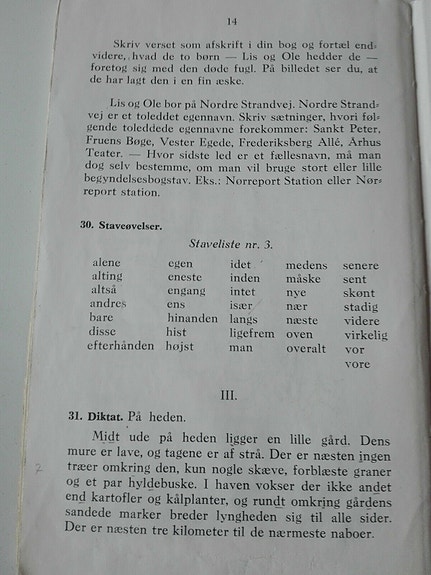 14
Skriv verset som afskrift i din bog og fortæl end-
videre, hvad de to børn — Lis og Ole hedder de —
foretog sig med den døde fugl. På billedet ser du, at
de har lagt den i en fin æske.
Lis og Ole bor på Nordre Strandvej. Nordre Strand-
vej er et toleddet egennavn. Skriv sætninger, hvori føl-
gende toleddede egennavne forekommer: Sankt Peter,
Fruens Bøge, Vester Egede, Frederiksberg Allé, Århus
Teater. — Hvor sidste led er et fællesnavn, må man
dog selv bestemme, om man vil bruge stort eller lille
begyndelsesbogstav. Eks.: Nørreport Station eller Nør-
report station.
30. Staveøvelser.
Staveliste nr. 3.
alene egen idet medens senere
alting eneste inden måske sent
altså engang intet nye skønt
andres ens især nær stadig
bare hinanden langs næste videre
disse hist ligefrem oven virkelig
efterhånden højst man overalt vor
vore
III.
31. Diktat. På heden.
Midt ude på heden ligger en lille gård. Dens
mure er lave, og tagene er af strå. Der er næsten ingen
træer omkring den, kun nogle skæve, forblæste graner
og et par hyldebuske. I haven vokser der ikke andet
end kartofler og kålplanter, og rundt omkring gårdens
sandede marker breder lyngheden sig til alle sider.
Der er næsten tre kilometer til de nærmeste naboer.